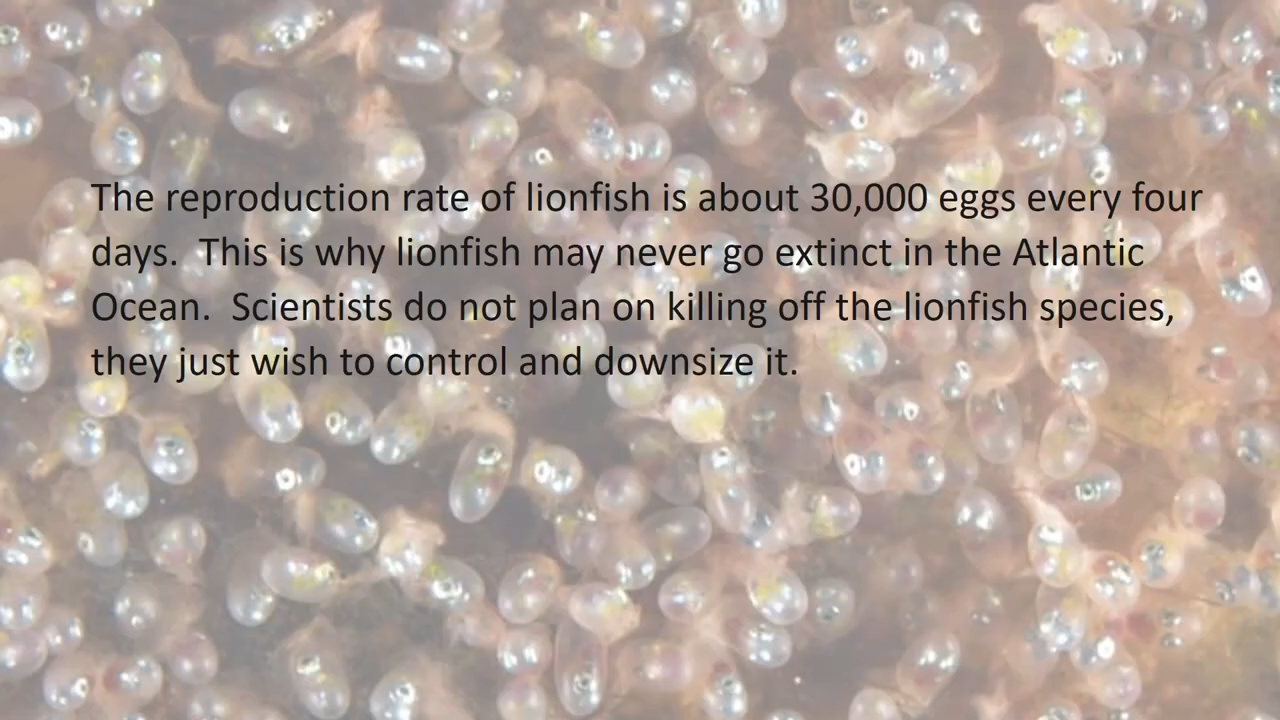 The reproduction rate of lionfish is about 30,000 eggs every four
days.  This is why lionfish may never go extinct in the Atlantic
Ocean.  Scientists do not plan on killing off the lionfish species,
they just wish to control and downsize it.